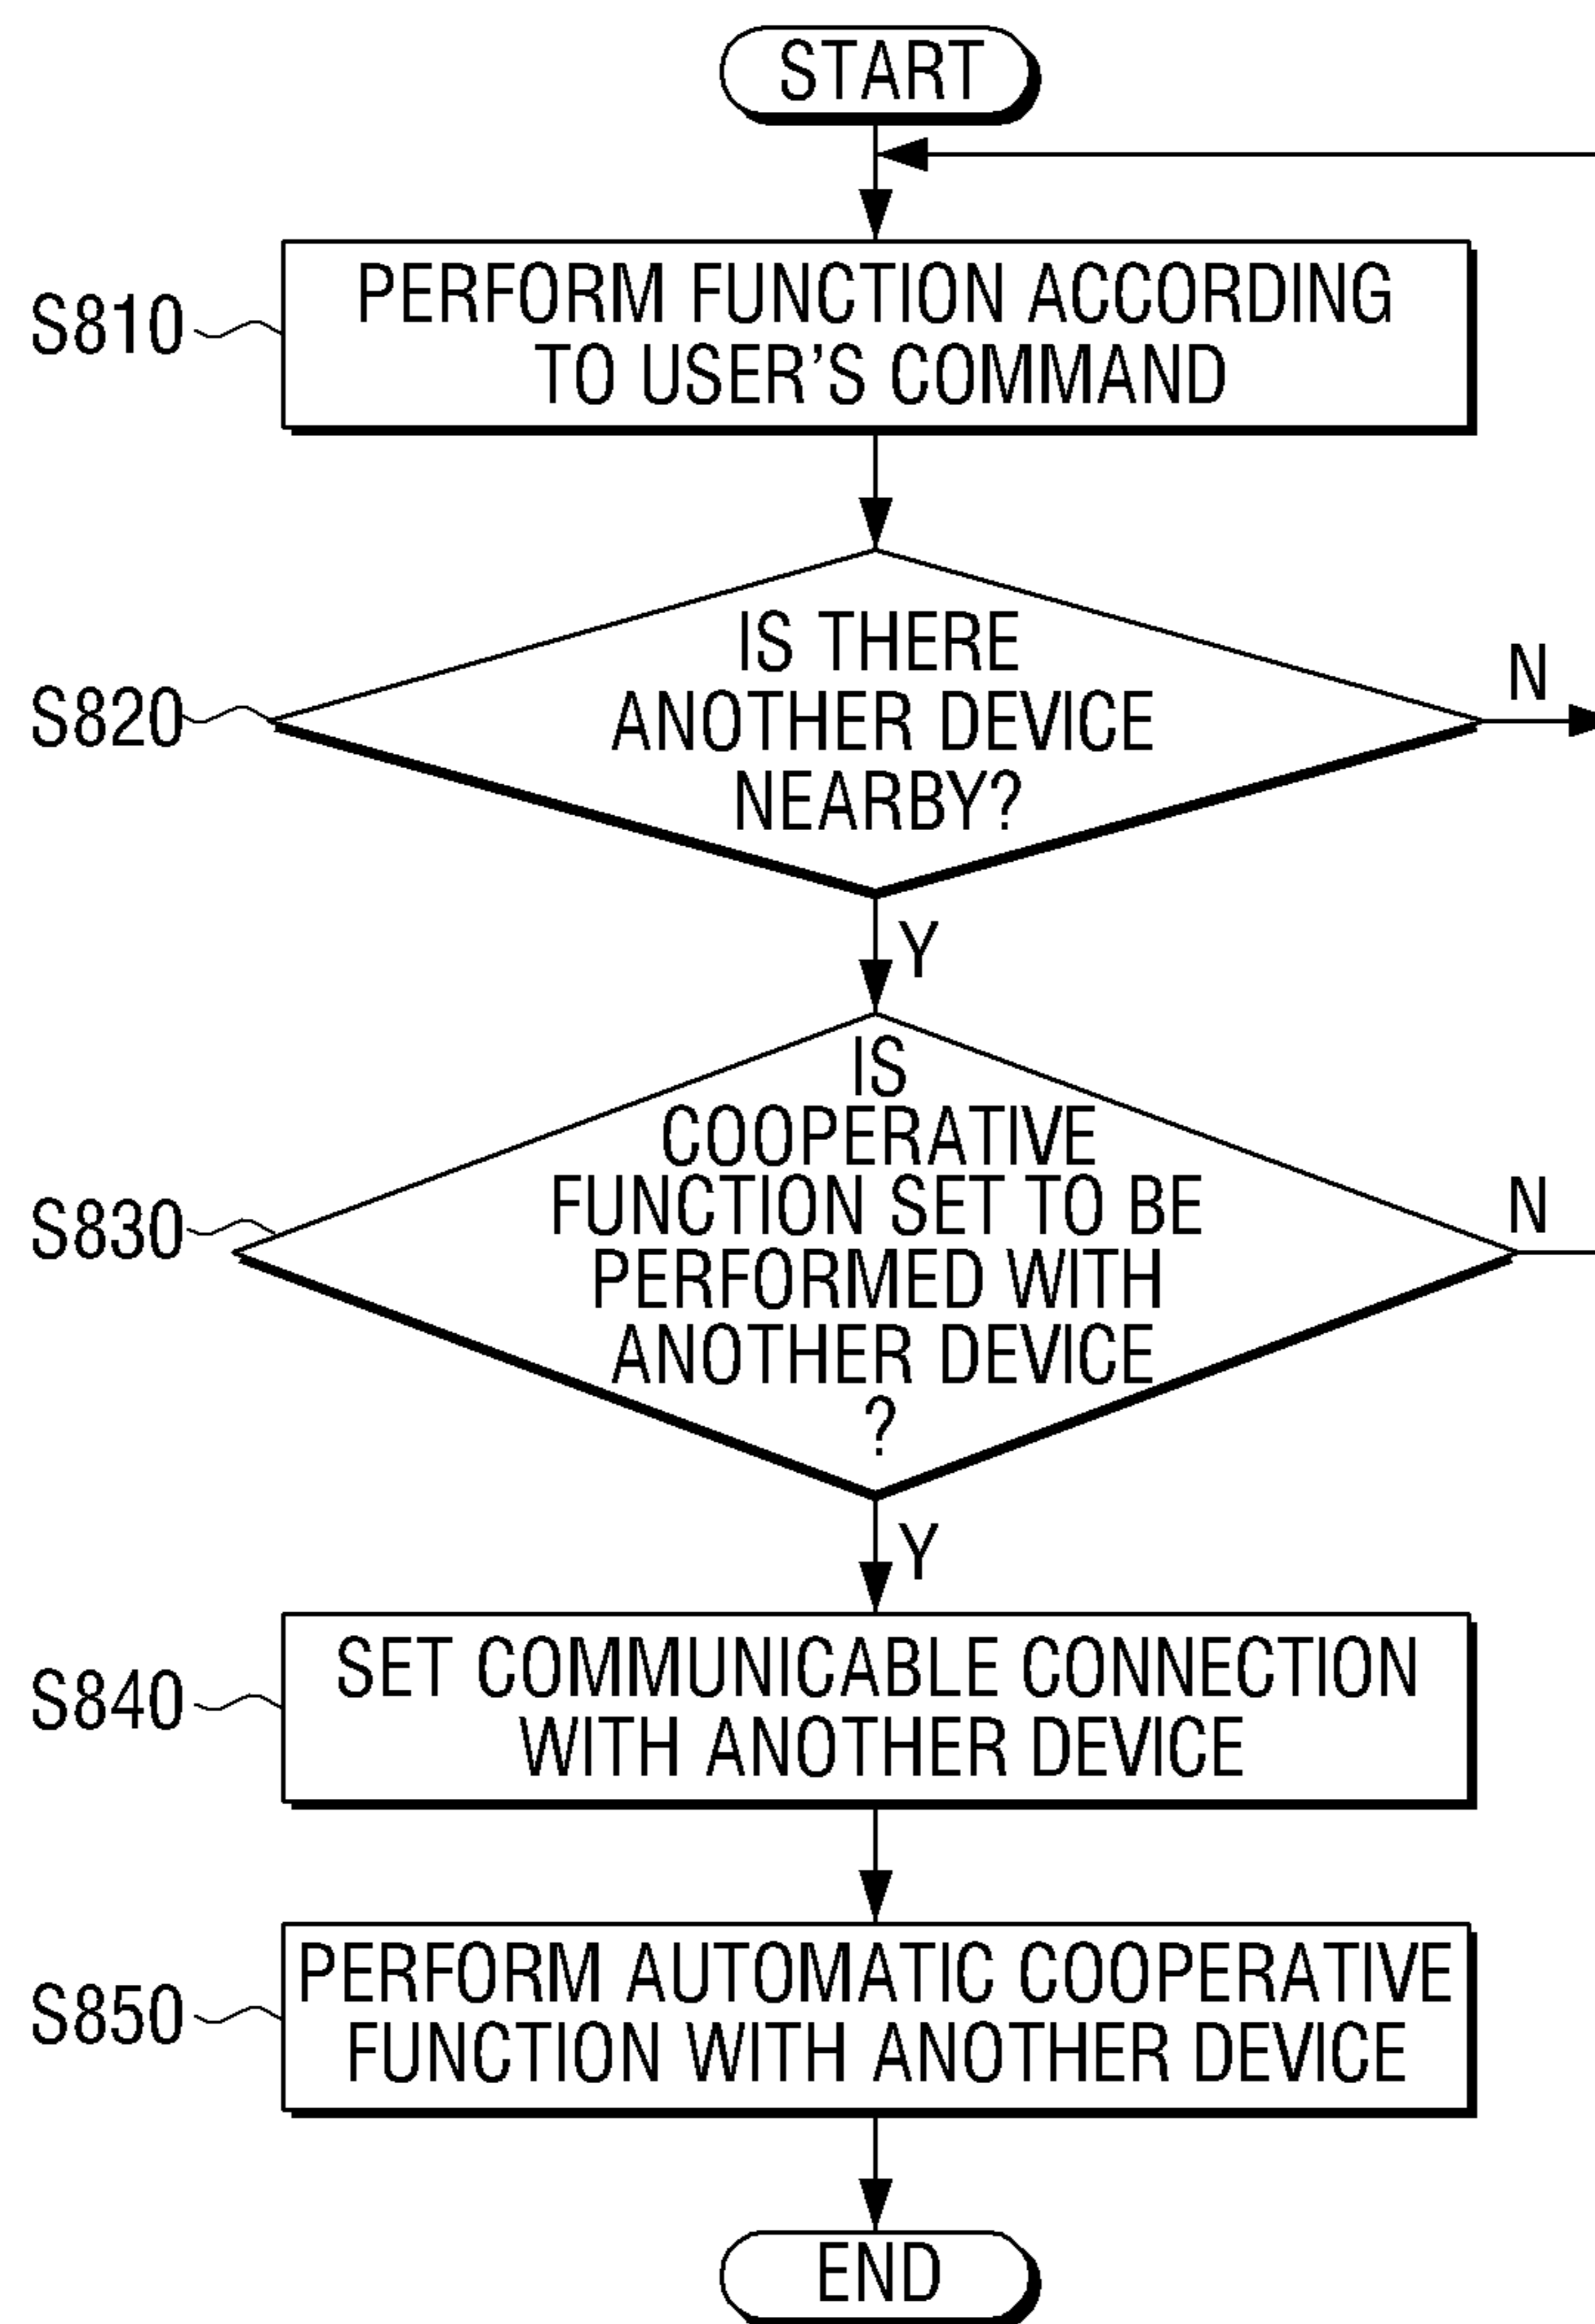 START
S810
PERFORM FUNCTION ACCORDING
TO USER'S COMMAND
S820
IS THERE
ANOTHER DEVICE
NEARBY?
N
Y
S830
IS
COOPERATIVE
FUNCTION SET TO BE
PERFORMED WITH
ANOTHER DEVICE
?
N
Y
S840
SET COMMUNICABLE CONNECTION
WITH ANOTHER DEVICE
S850
PERFORM AUTOMATIC COOPERATIVE
FUNCTION WITH ANOTHER DEVICE
END